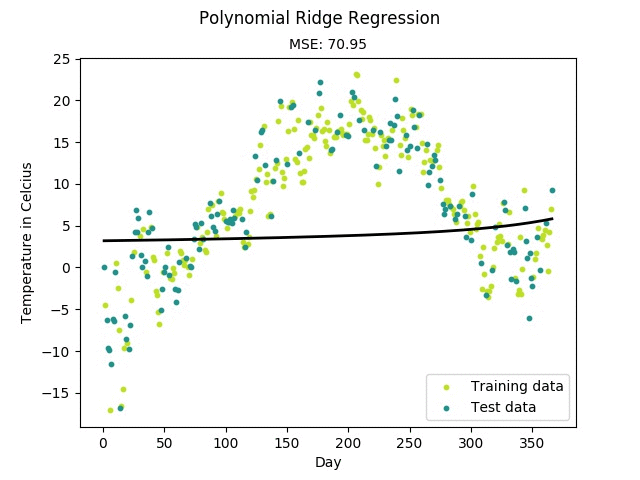 Polynomial Ridge Regression
MSE: 70.95
25
20
15
10
5
0
−5
−10
−15
Temperature in Celcius
0 50 100 150 200 250 300 350
Day
Training data
Test data